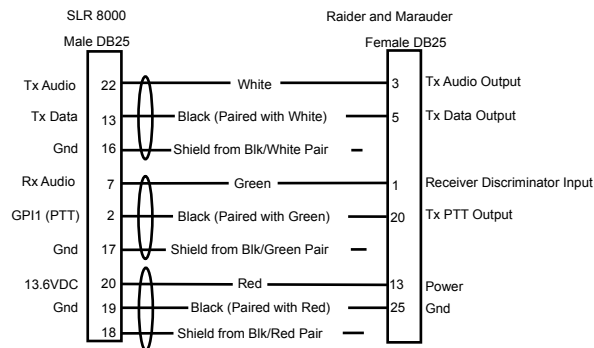 SLR 8000 Raider and Marauder
Male DB25 Female DB25
Tx Audio 22 White 3 Tx Audio Output
Tx Data 13 Black (Paired with White) 5 Tx Data Output
Gnd 16 Shield from Blk/White Pair
Rx Audio 7 Green 1 Receiver Discriminator Input
GPI1 (PTT) 2 Black (Paired with Green) 20 Tx PTT Output
Gnd 17 Shield from Blk/Green Pair
13.6VDC 20 Red 13 Power
Gnd 19 Black (Paired with Red) 25 Gnd
18 Shield from Blk/Red Pair